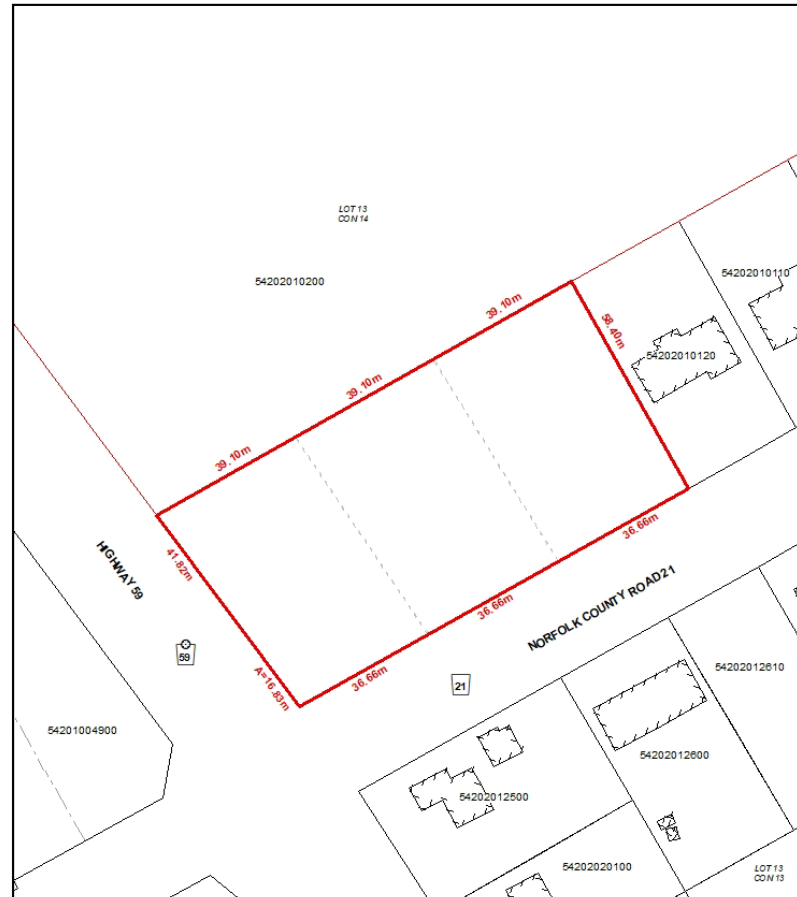 LOT 13
CON 14
54202010200
54202010110
39.10m
58.40m
54202010120
39.10m
39.10m
41.82m
HIGHWAY 59
36.66m
36.66m
NORFOLK COUNTY ROAD 21
59
A=16.83m
36.66m
21
54202012610
54201004900
54202012600
54202012500
54202020100
LOT 13
CON 13